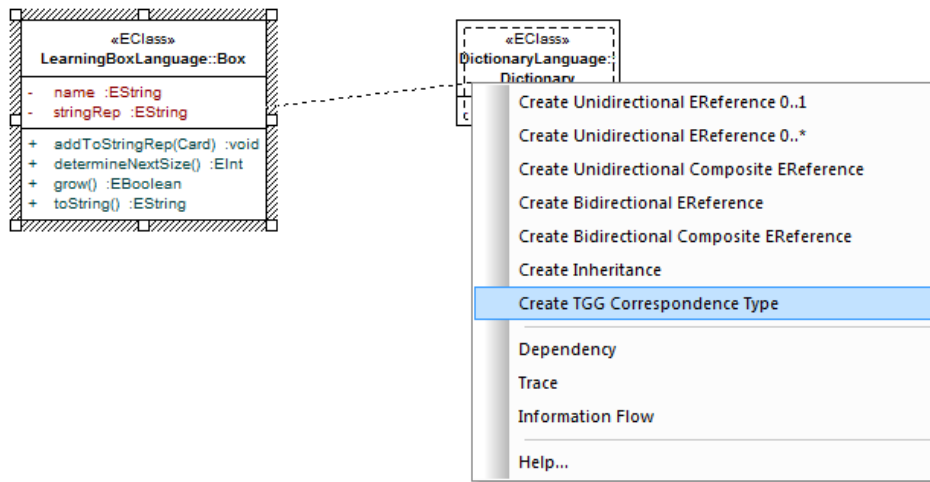 «EClass»
LearningBoxLanguage::Box
- name :EString
- stringRep :EString
+ addToStringRep(Card) :void
+ determineNextSize() :EInt
+ grow() :EBoolean
+ toString() :EString
«EClass»
DictionaryLanguage::
Dictionary
Create Unidirectional EReference 0..1
Create Unidirectional EReference 0..*
Create Unidirectional Composite EReference
Create Bidirectional EReference
Create Bidirectional Composite EReference
Create Inheritance
Create TGG Correspondence Type
Dependency
Trace
Information Flow
Help...